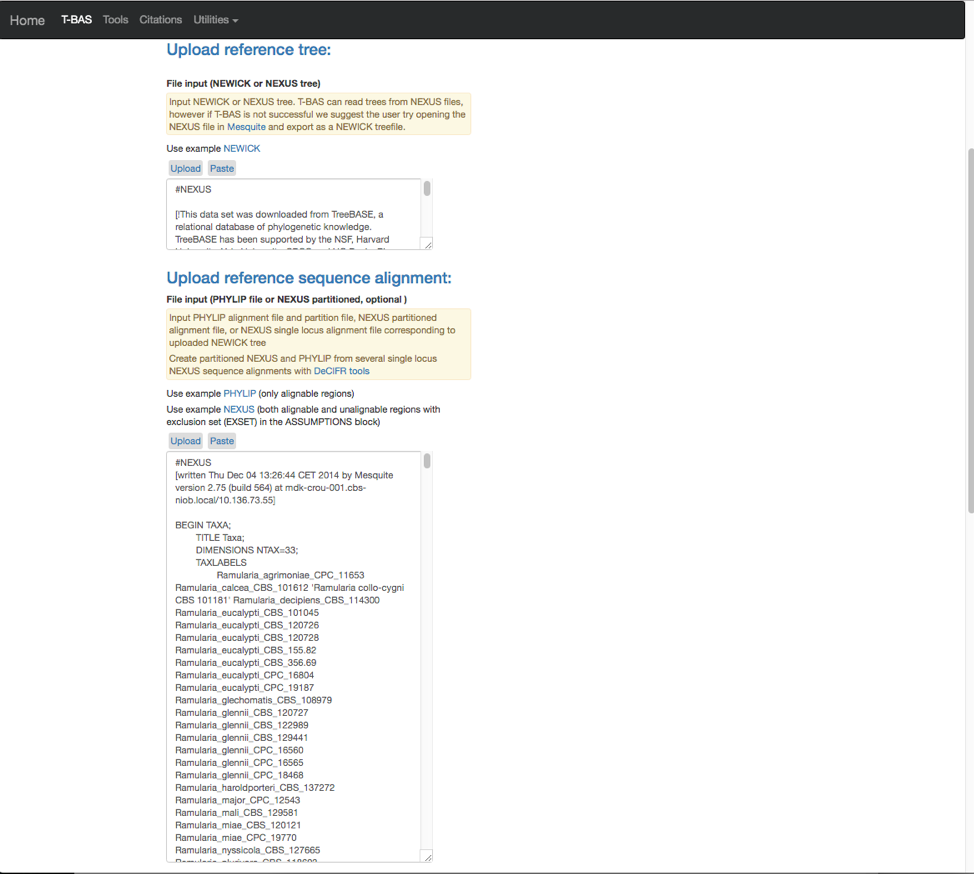 Home T-BAS Tools Citations Utilities
Upload reference tree:
File input (NEWICK or NEXUS tree)
Input NEWICK or NEXUS tree. T-BAS can read trees from NEXUS files,
however if T-BAS is not successful we suggest the user try opening the
NEXUS file in Mesquite and export as a NEWICK treefile.
Use example NEWICK
Upload Paste
#NEXUS
[!This data set was downloaded from TreeBASE, a
relational database of phylogenetic knowledge.
TreeBASE has been supported by the NSF, Harvard
Upload reference sequence alignment:
File input (PHYLIP file or NEXUS partitioned, optional )
Input PHYLIP alignment file and partition file, NEXUS partitioned
alignment file, or NEXUS single locus alignment file corresponding to
uploaded NEWICK tree
Create partitioned NEXUS and PHYLIP from several single locus
NEXUS sequence alignments with DeCIFR tools
Use example PHYLIP (only alignable regions)
Use example NEXUS (both alignable and unalignable regions with
exclusion set (EXSET) in the ASSUMPTIONS block)
Upload Paste
#NEXUS
[written Thu Dec 04 13:26:44 CET 2014 by Mesquite
version 2.75 (build 564) at mdk-crou-001.cbs-
niob.local/10.136.73.55]
BEGIN TAXA;
TITLE Taxa;
DIMENSIONS NTAX=33;
TAXLABELS
Ramularia_agrimoniae_CPC_11653
Ramularia_calcea_CBS_101612 'Ramularia collo-cygni
CBS 101181' Ramularia_decipiens_CBS_114300
Ramularia_eucalypti_CBS_101045
Ramularia_eucalypti_CBS_120726
Ramularia_eucalypti_CBS_120728
Ramularia_eucalypti_CBS_155.82
Ramularia_eucalypti_CBS_356.69
Ramularia_eucalypti_CPC_16804
Ramularia_eucalypti_CPC_19187
Ramularia_glechomatis_CBS_108979
Ramularia_glennii_CBS_120727
Ramularia_glennii_CBS_122989
Ramularia_glennii_CBS_129441
Ramularia_glennii_CPC_16560
Ramularia_glennii_CPC_16565
Ramularia_glennii_CPC_18468
Ramularia_haroldporteri_CBS_137272
Ramularia_major_CPC_12543
Ramularia_mali_CBS_129581
Ramularia_miae_CBS_120121
Ramularia_miae_CPC_19770
Ramularia_nyssicola_CBS_127665